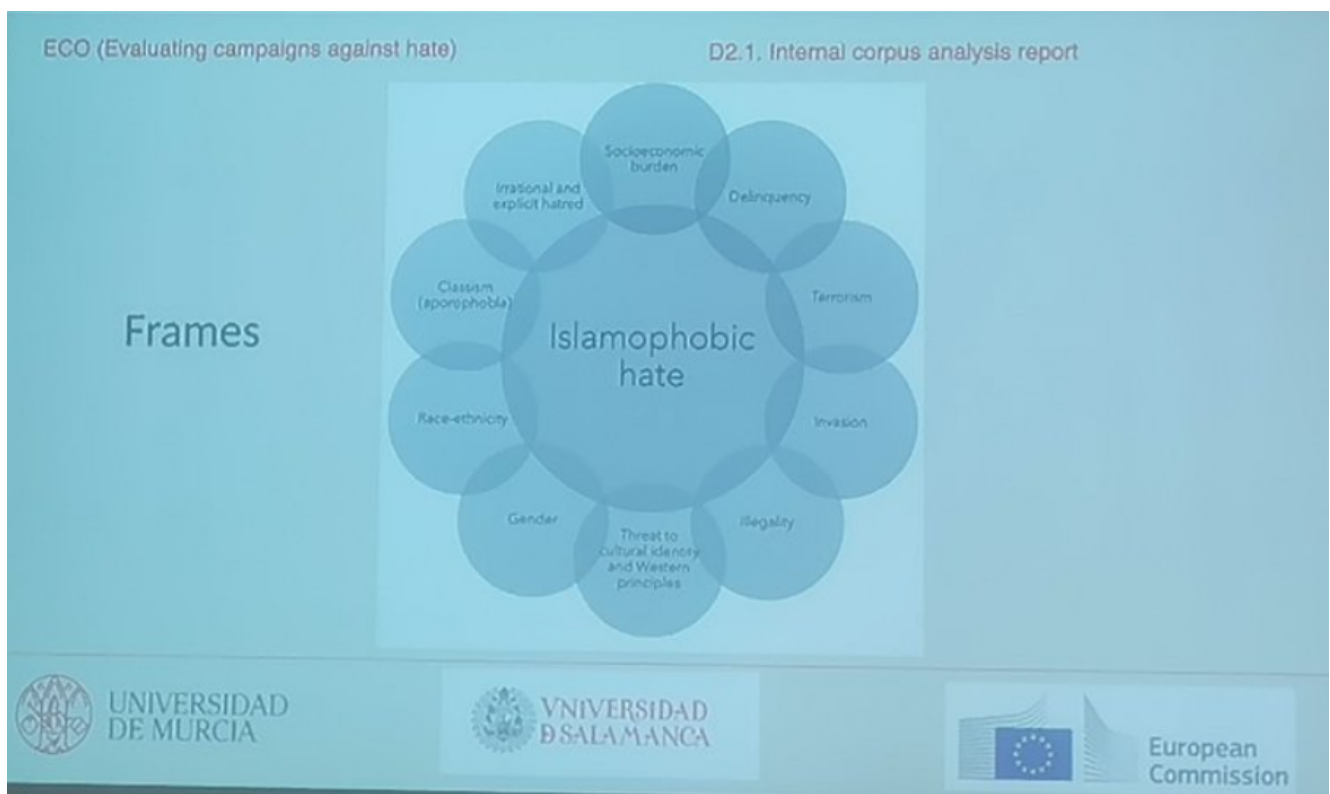 ECO (Evaluating campaigns against hate)
D2.1. Internal corpus analysis report
Frames
Socioeconomic
burden
Delinquency
Terrorism
Invasion
Illegality
Threat to
cultural identity
and Western
principles
Gender
Race-ethnicity
Classism
(aporophobia)
Irrational and
explicit hatred
Islamophobic
hate
UNIVERSIDAD
DE MURCIA
VNIVERSIDAD
D SALAMANCA
European
Commission